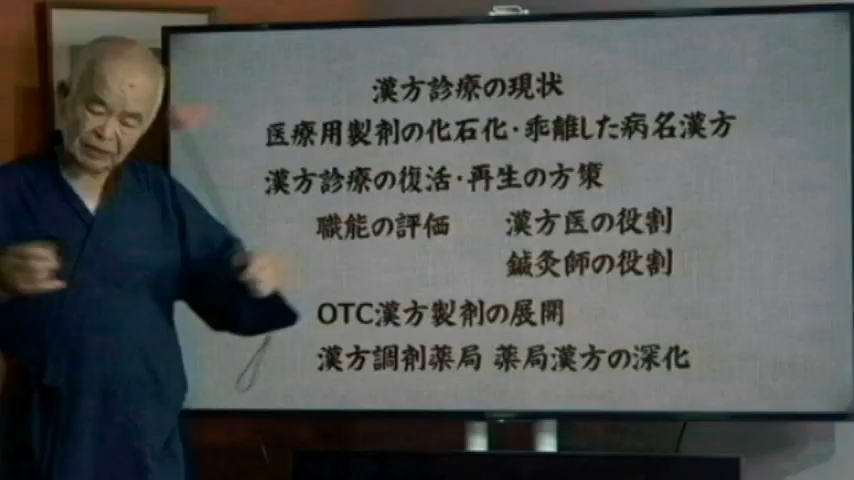 漢方診療の現状
医療用製剤の化石化・乖離した病名漢方
漢方診療の復活・再生の方策
職能の評価 漢方医の役割
鍼灸師の役割
OTC漢方製剤の展開
漢方調剤薬局 薬局漢方の深化